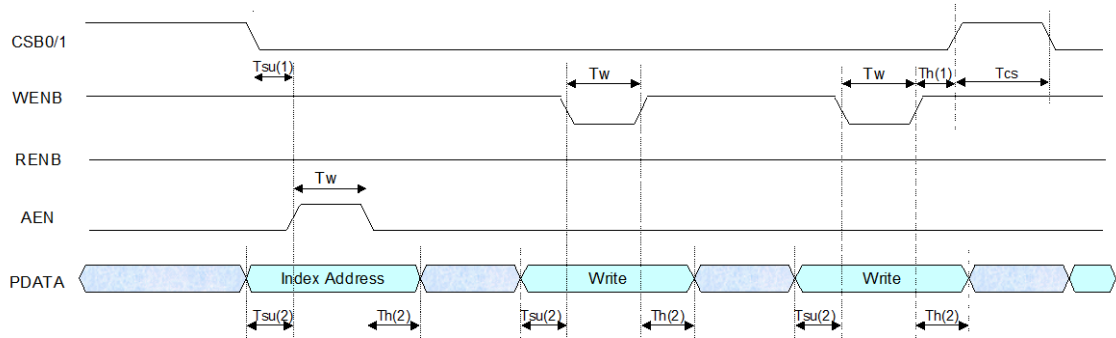 CSB0/1
Tsu(1)
Tw
Tw
Th(1)
Tcs
WENB
RENB
Tw
AEN
PDATA
Index Address
Write
Write
Tsu(2)
Th(2)
Tsu(2)
Th(2)
Tsu(2)
Th(2)